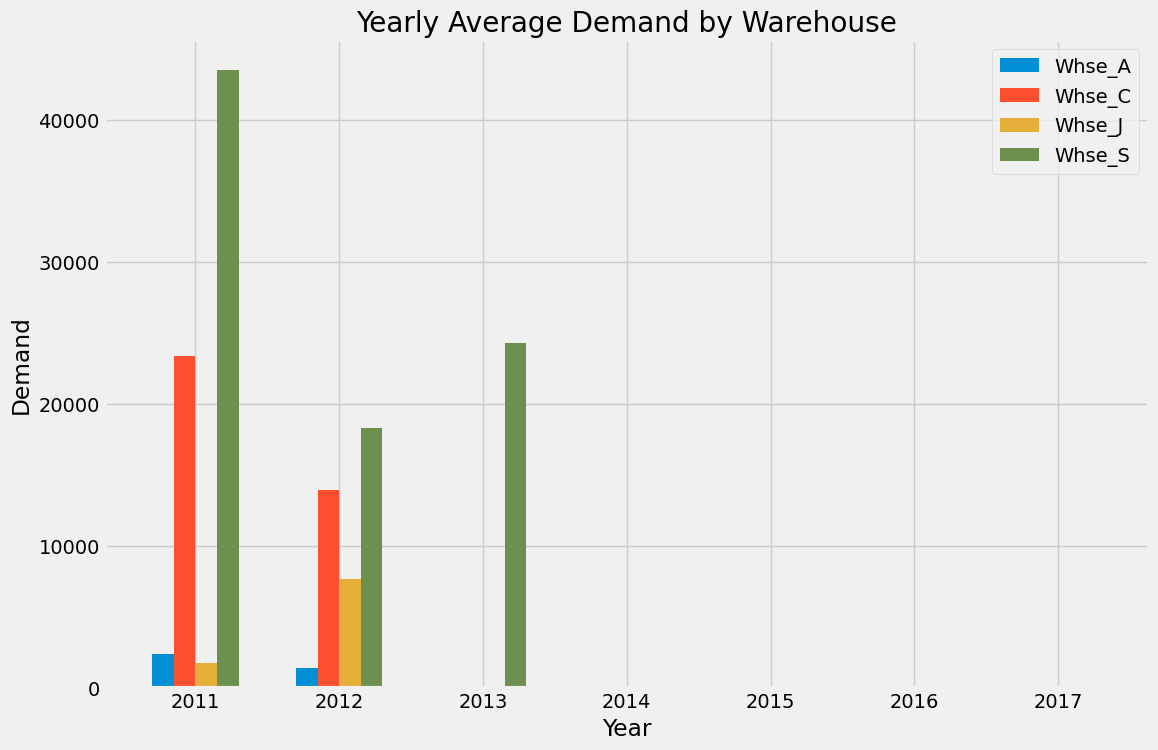 Yearly Average Demand by Warehouse
Whse_A
Whse_C
Whse_J
Whse_S
Demand
40000
30000
20000
10000
0
2011 2012 2013 2014 2015 2016 2017
Year